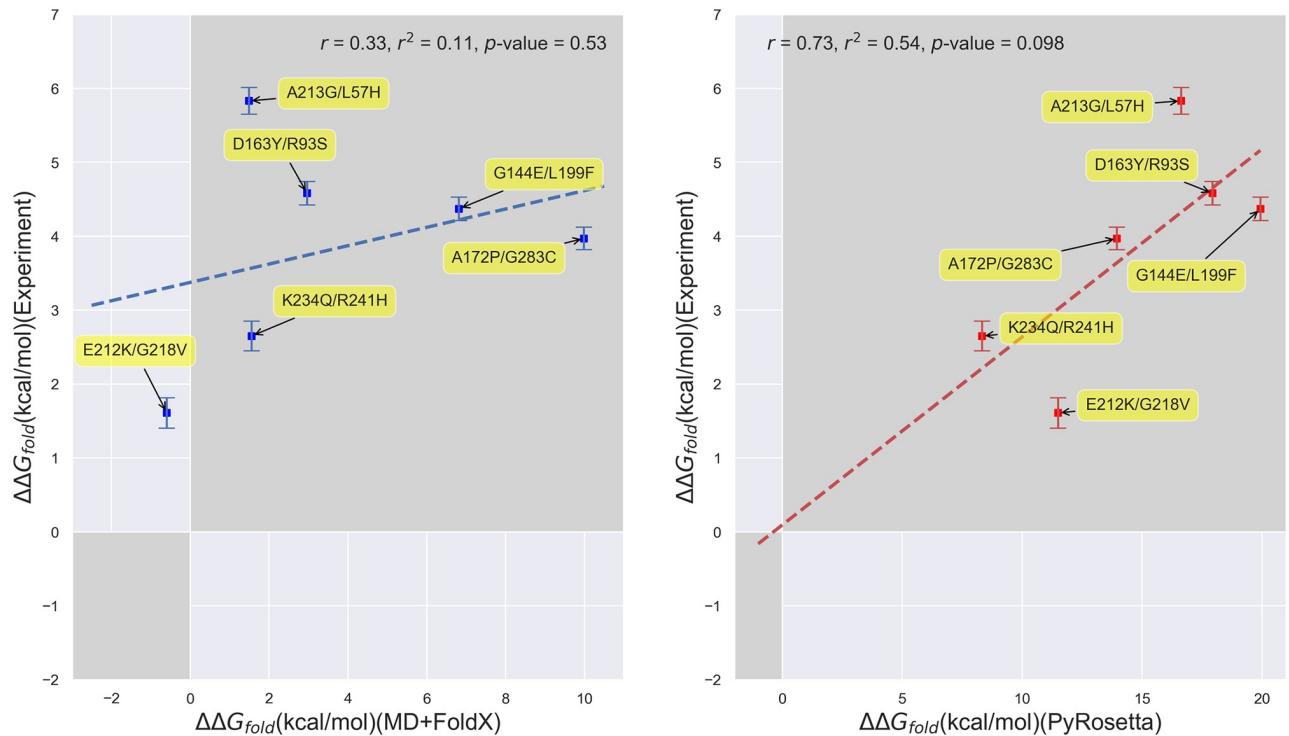 r = 0.33, r² = 0.11, p-value = 0.53
A213G/L57H
D163Y/R93S
G144E/L199F
A172P/G283C
K234Q/R241H
E212K/G218V
7
6
5
4
3
2
1
0
−1
−2
ΔΔG_fold(kcal/mol)(Experiment)
−2 0 2 4 6 8 10
ΔΔG_fold(kcal/mol)(MD+FoldX)
r = 0.73, r² = 0.54, p-value = 0.098
A213G/L57H
D163Y/R93S
A172P/G283C
G144E/L199F
K234Q/R241H
E212K/G218V
7
6
5
4
3
2
1
0
−1
−2
ΔΔG_fold(kcal/mol)(Experiment)
0 5 10 15 20
ΔΔG_fold(kcal/mol)(PyRosetta)